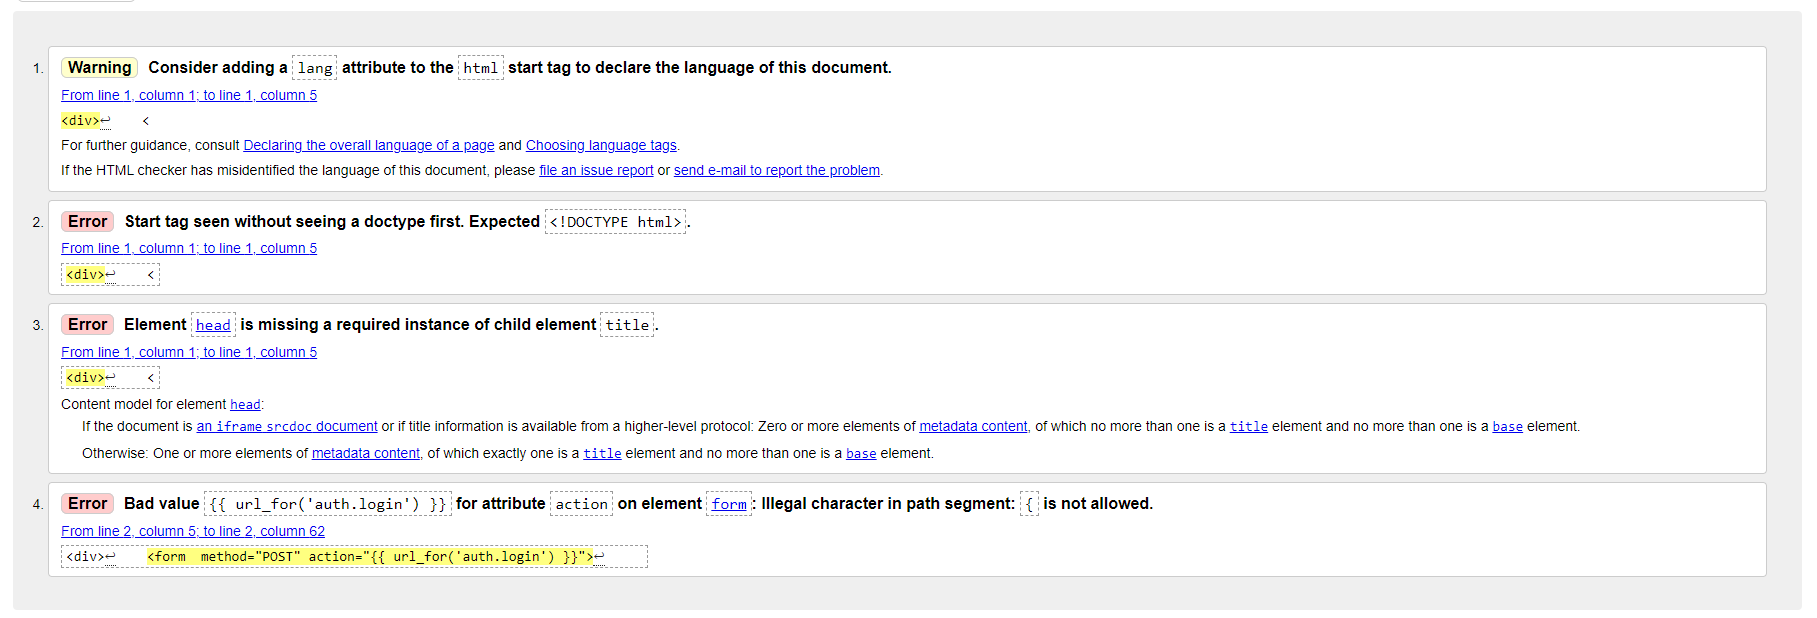 1. Warning Consider adding a lang attribute to the html start tag to declare the language of this document.
From line 1, column 1; to line 1, column 5
<div>↩    <
For further guidance, consult Declaring the overall language of a page and Choosing language tags.
If the HTML checker has misidentified the language of this document, please file an issue report or send e-mail to report the problem.
2. Error Start tag seen without seeing a doctype first. Expected <!DOCTYPE html>.
From line 1, column 1; to line 1, column 5
<div>↩    <
3. Error Element head is missing a required instance of child element title.
From line 1, column 1; to line 1, column 5
<div>↩    <
Content model for element head:
If the document is an iframe srcdoc document or if title information is available from a higher-level protocol: Zero or more elements of metadata content, of which no more than one is a title element and no more than one is a base element.
Otherwise: One or more elements of metadata content, of which exactly one is a title element and no more than one is a base element.
4. Error Bad value {{ url_for('auth.login') }} for attribute action on element form: Illegal character in path segment: { is not allowed.
From line 2, column 5; to line 2, column 62
<div>↩    <form  method="POST" action="{{ url_for('auth.login') }}">↩